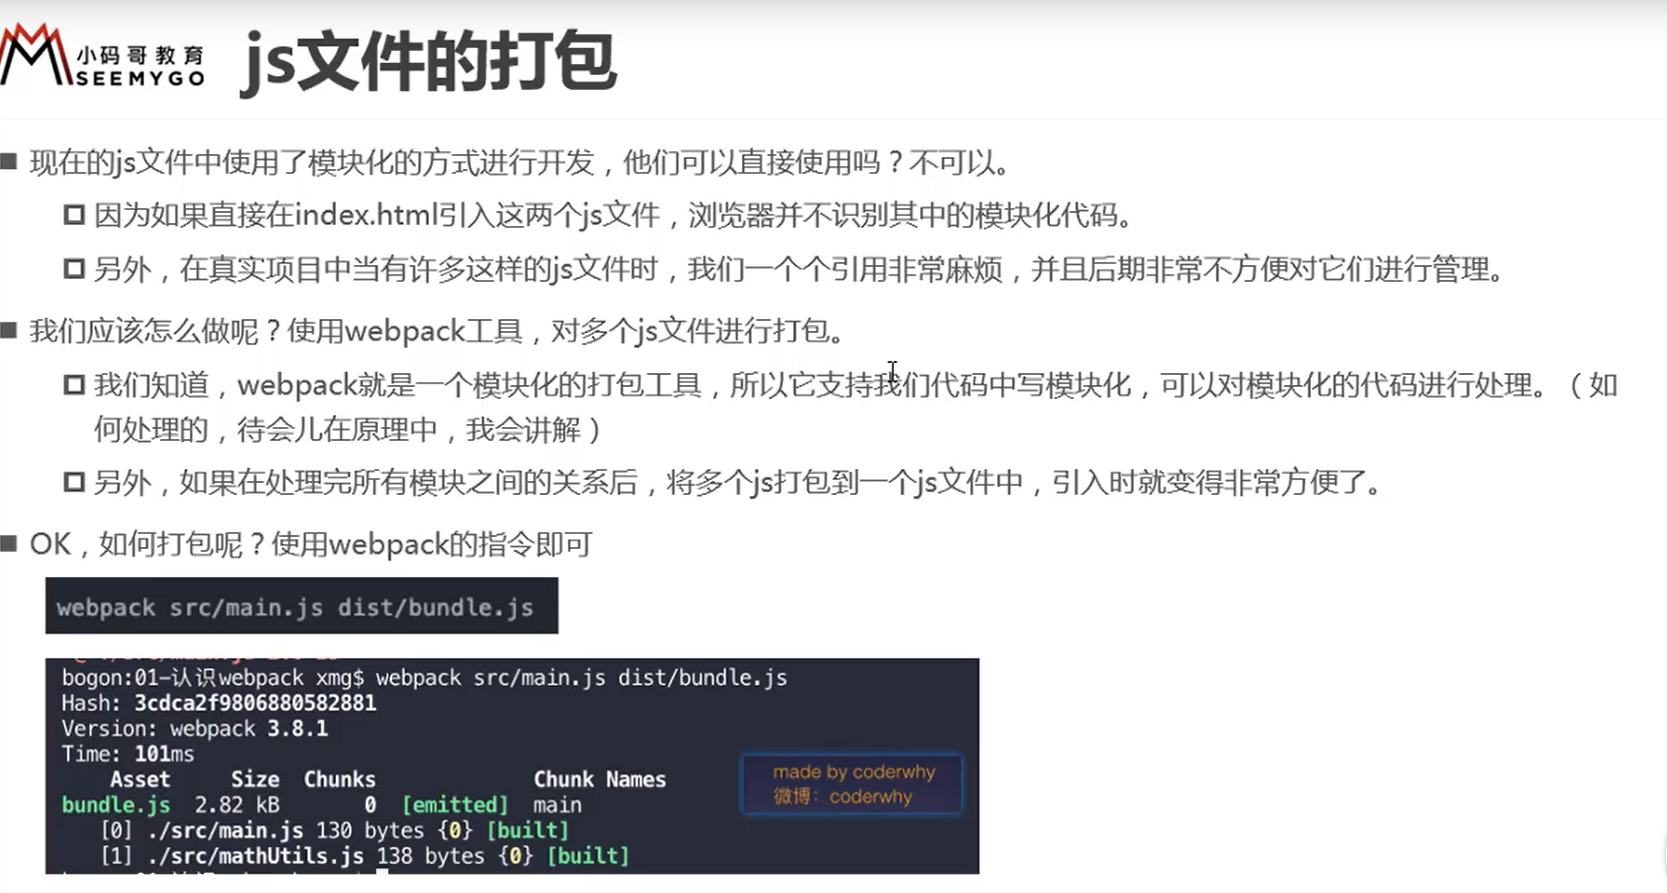 小码哥教育
SEEMYGO
js文件的打包
现在的js文件中使用了模块化的方式进行开发，他们可以直接使用吗？不可以。
因为如果直接在index.html引入这两个js文件，浏览器并不识别其中的模块化代码。
另外，在真实项目中当有许多这样的js文件时，我们一个个引用非常麻烦，并且后期非常不方便对它们进行管理。
我们应该怎么做呢？使用webpack工具，对多个js文件进行打包。
我们知道，webpack就是一个模块化的打包工具，所以它支持我们代码中写模块化，可以对模块化的代码进行处理。（如
何处理的，待会儿在原理中，我会讲解）
另外，如果在处理完所有模块之间的关系后，将多个js打包到一个js文件中，引入时就变得非常方便了。
OK，如何打包呢？使用webpack的指令即可
webpack src/main.js dist/bundle.js
bogon:01-认识webpack xmg$ webpack src/main.js dist/bundle.js
Hash: 3cdca2f9806880582881
Version: webpack 3.8.1
Time: 101ms
Asset Size Chunks Chunk Names
bundle.js 2.82 kB 0 [emitted] main
[0] ./src/main.js 130 bytes {0} [built]
[1] ./src/mathUtils.js 138 bytes {0} [built]
made by coderwhy
微博：coderwhy